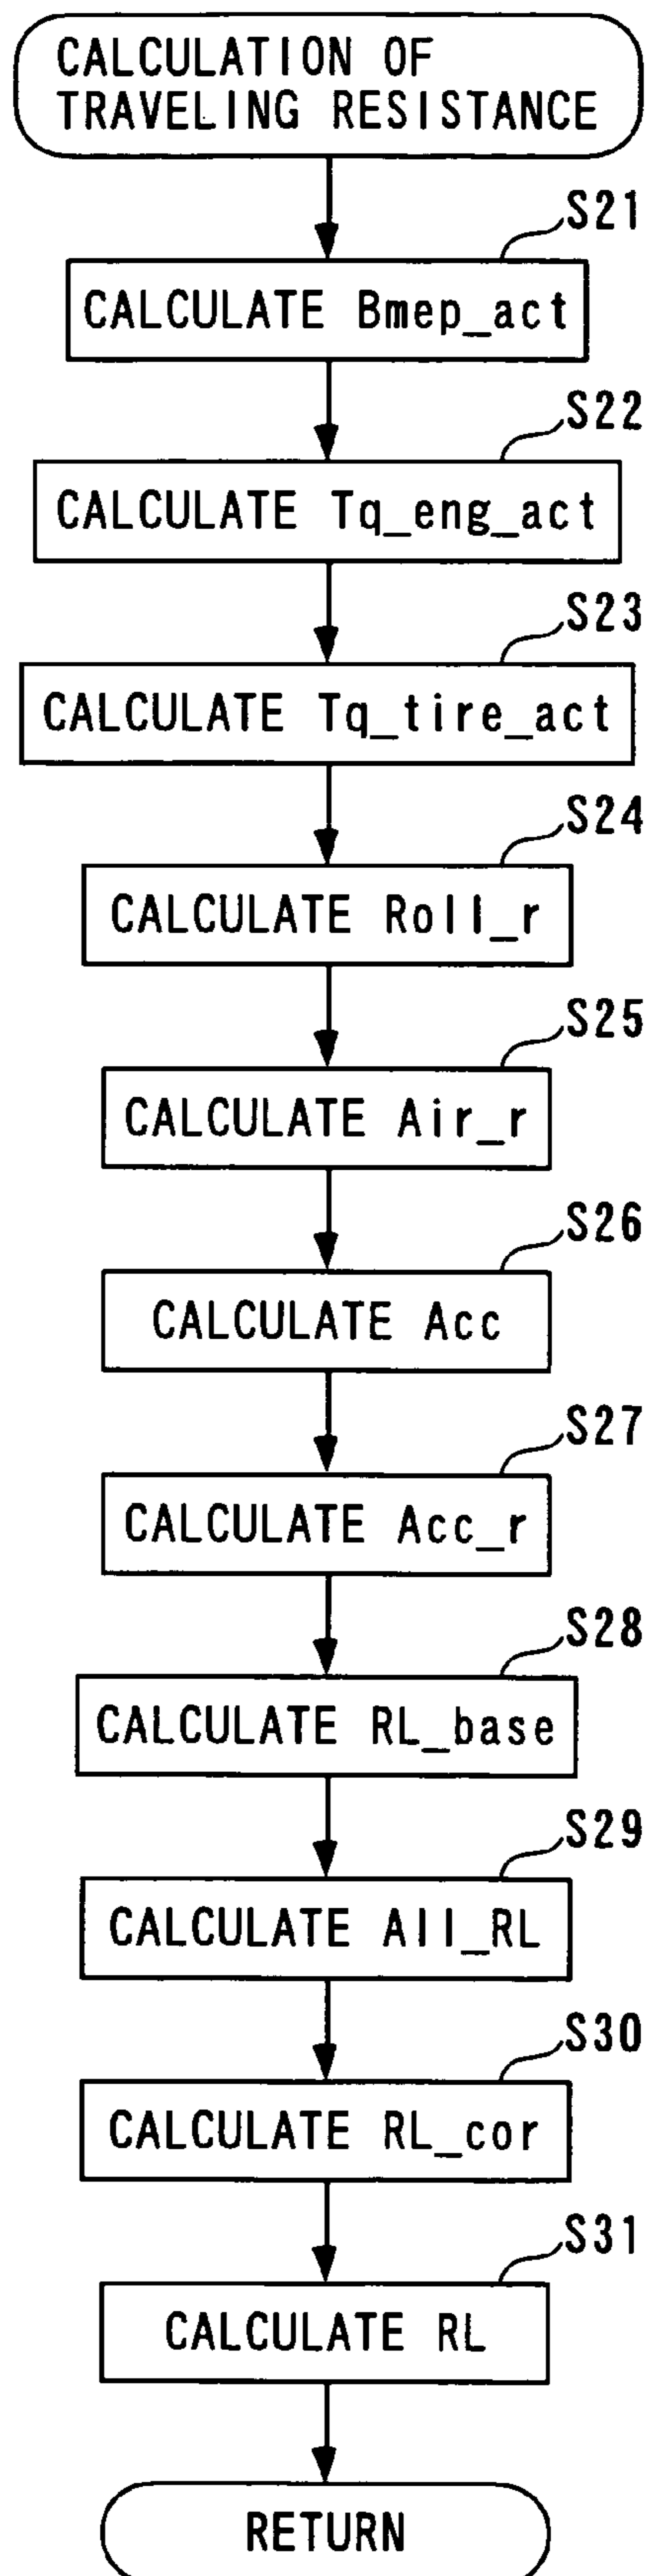 CALCULATION OF
TRAVELING RESISTANCE
S21
CALCULATE Bmep_act
S22
CALCULATE Tq_eng_act
S23
CALCULATE Tq_tire_act
S24
CALCULATE Roll_r
S25
CALCULATE Air_r
S26
CALCULATE Acc
S27
CALCULATE Acc_r
S28
CALCULATE RL_base
S29
CALCULATE All_RL
S30
CALCULATE RL_cor
S31
CALCULATE RL
RETURN